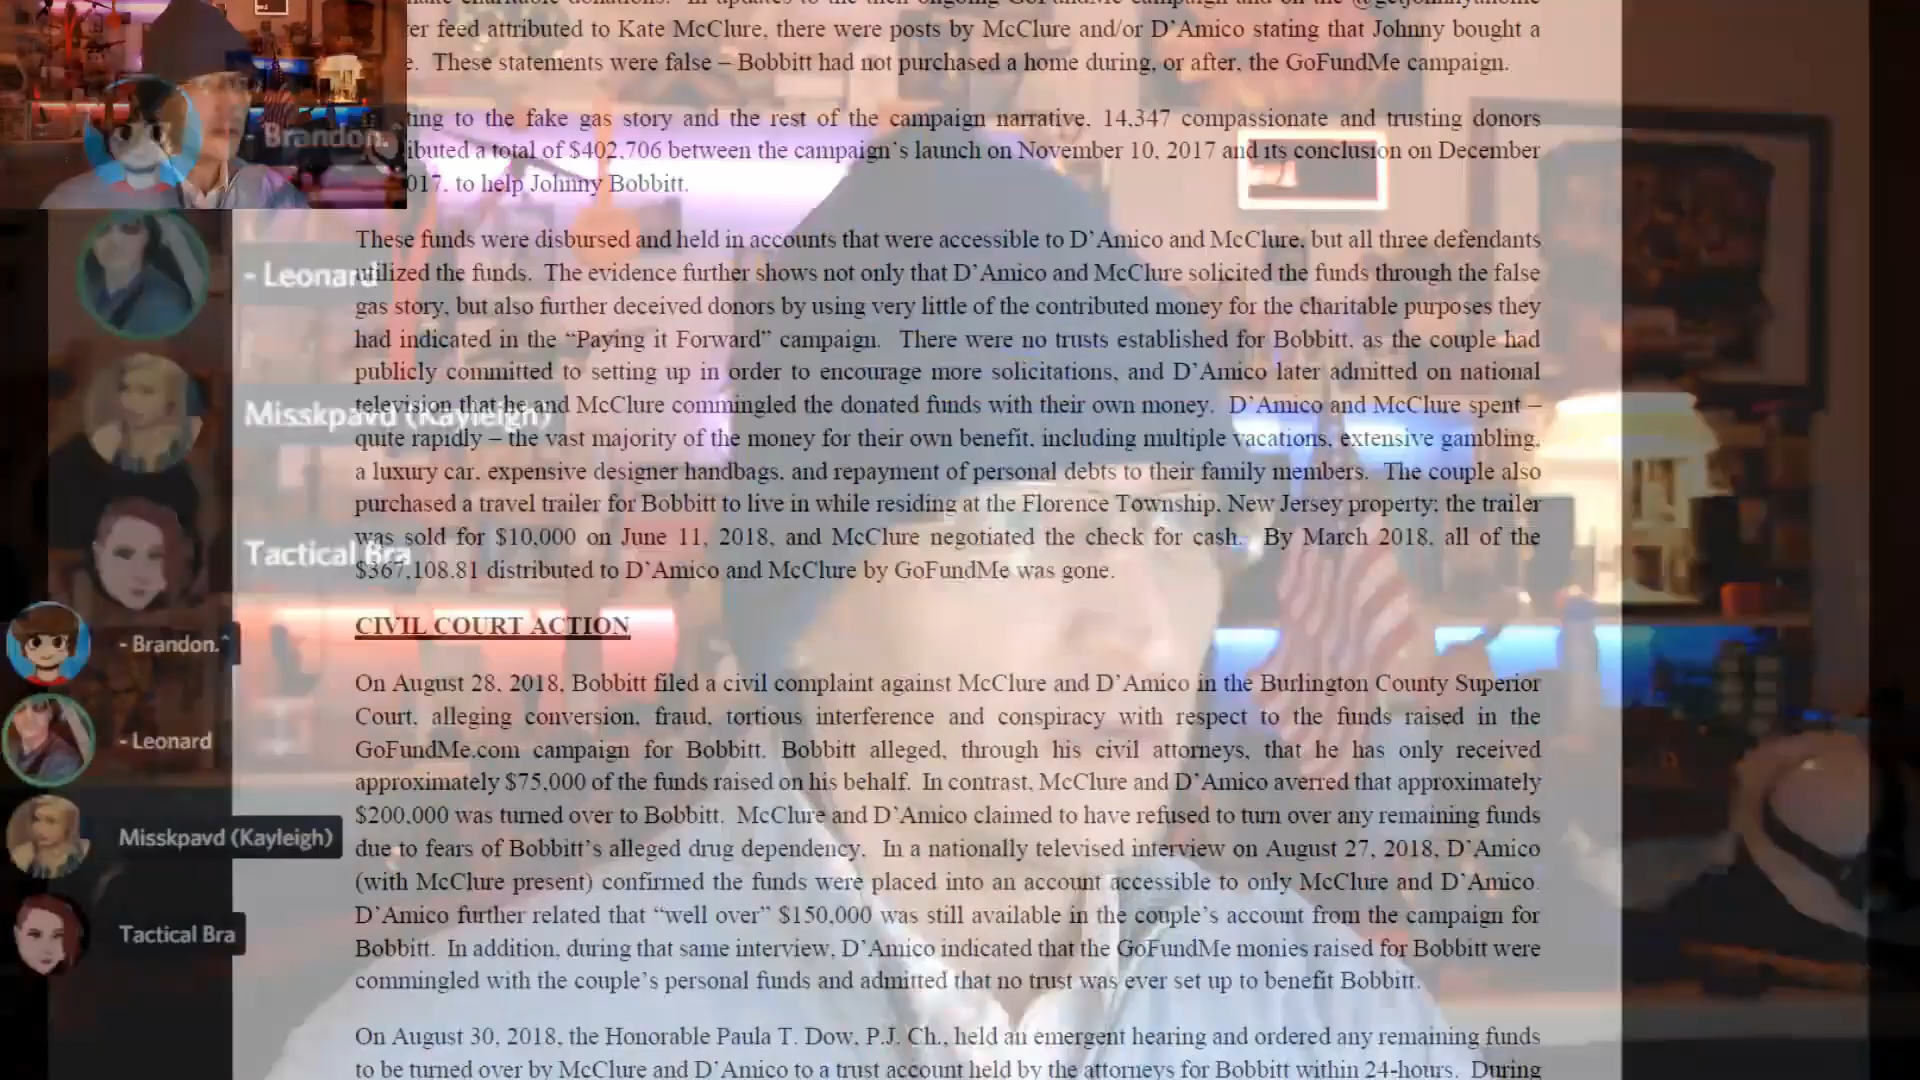 er feed attributed to Kate McClure, there were posts by McClure and/or D’Amico stating that Johnny bought a
e. These statements were false – Bobbitt had not purchased a home during, or after, the GoFundMe campaign.
ting to the fake gas story and the rest of the campaign narrative, 14,347 compassionate and trusting donors
ibuted a total of $402,706 between the campaign’s launch on November 10, 2017 and its conclusion on December
017, to help Johnny Bobbitt.
These funds were disbursed and held in accounts that were accessible to D’Amico and McClure, but all three defendants
utilized the funds. The evidence further shows not only that D’Amico and McClure solicited the funds through the false
gas story, but also further deceived donors by using very little of the contributed money for the charitable purposes they
had indicated in the “Paying it Forward” campaign. There were no trusts established for Bobbitt, as the couple had
publicly committed to setting up in order to encourage more solicitations, and D’Amico later admitted on national
television that he and McClure commingled the donated funds with their own money. D’Amico and McClure spent –
quite rapidly – the vast majority of the money for their own benefit, including multiple vacations, extensive gambling,
a luxury car, expensive designer handbags, and repayment of personal debts to their family members. The couple also
purchased a travel trailer for Bobbitt to live in while residing at the Florence Township, New Jersey property; the trailer
was sold for $10,000 on June 11, 2018, and McClure negotiated the check for cash. By March 2018, all of the
$367,108.81 distributed to D’Amico and McClure by GoFundMe was gone.
CIVIL COURT ACTION
On August 28, 2018, Bobbitt filed a civil complaint against McClure and D’Amico in the Burlington County Superior
Court, alleging conversion, fraud, tortious interference and conspiracy with respect to the funds raised in the
GoFundMe.com campaign for Bobbitt. Bobbitt alleged, through his civil attorneys, that he has only received
approximately $75,000 of the funds raised on his behalf. In contrast, McClure and D’Amico averred that approximately
$200,000 was turned over to Bobbitt. McClure and D’Amico claimed to have refused to turn over any remaining funds
due to fears of Bobbitt’s alleged drug dependency. In a nationally televised interview on August 27, 2018, D’Amico
(with McClure present) confirmed the funds were placed into an account accessible to only McClure and D’Amico.
D’Amico further related that “well over” $150,000 was still available in the couple’s account from the campaign for
Bobbitt. In addition, during that same interview, D’Amico indicated that the GoFundMe monies raised for Bobbitt were
commingled with the couple’s personal funds and admitted that no trust was ever set up to benefit Bobbitt.
On August 30, 2018, the Honorable Paula T. Dow, P.J. Ch., held an emergent hearing and ordered any remaining funds
to be turned over by McClure and D’Amico to a trust account held by the attorneys for Bobbitt within 24-hours. During
- Brandon.^
- Leonard
Misskpavd (Kayleigh)
Tactical Bra
- Brandon.^
- Leonard
Misskpavd (Kayleigh)
Tactical Bra